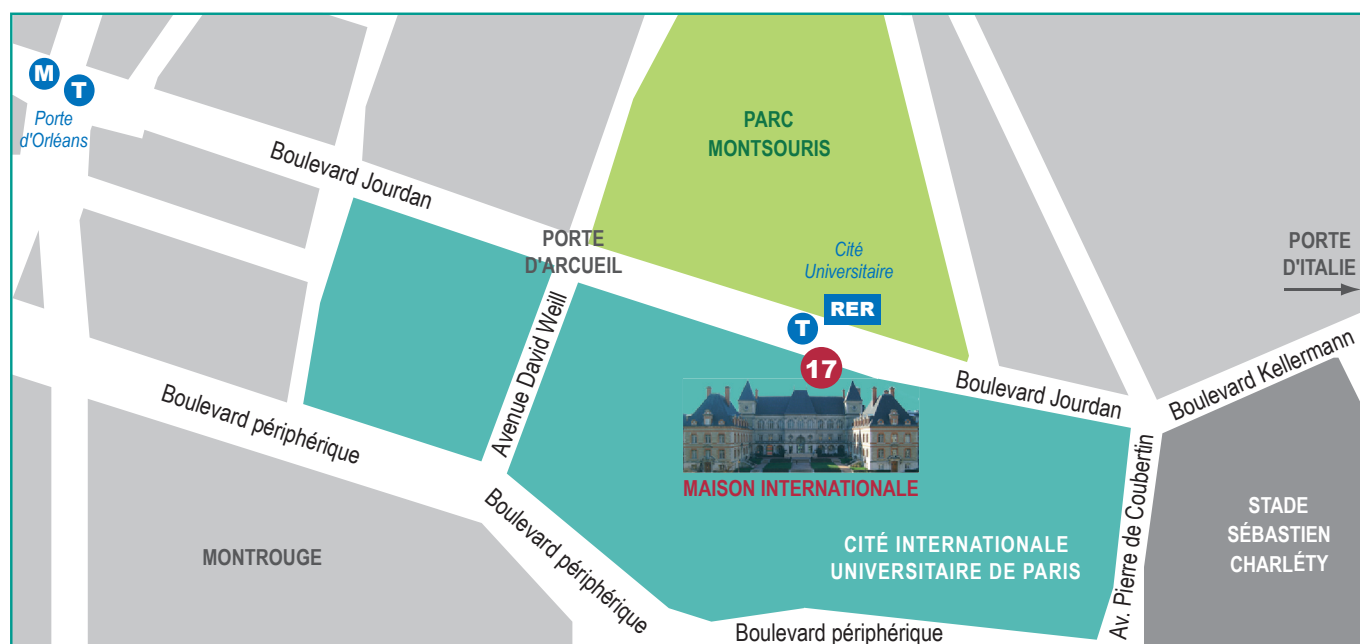 M
T
Porte
d'Orléans
Boulevard Jourdan
PARC
MONTSOURIS
PORTE
D'ARCUEIL
Cité
Universitaire
RER
T
17
PORTE
D'ITALIE
Avenue David Weill
Boulevard Jourdan
Boulevard Kellermann
Boulevard périphérique
MAISON INTERNATIONALE
Av. Pierre de Coubertin
Boulevard périphérique
STADE
SÉBASTIEN
CHARLÉTY
MONTROUGE
CITÉ INTERNATIONALE
UNIVERSITAIRE DE PARIS
Boulevard périphérique